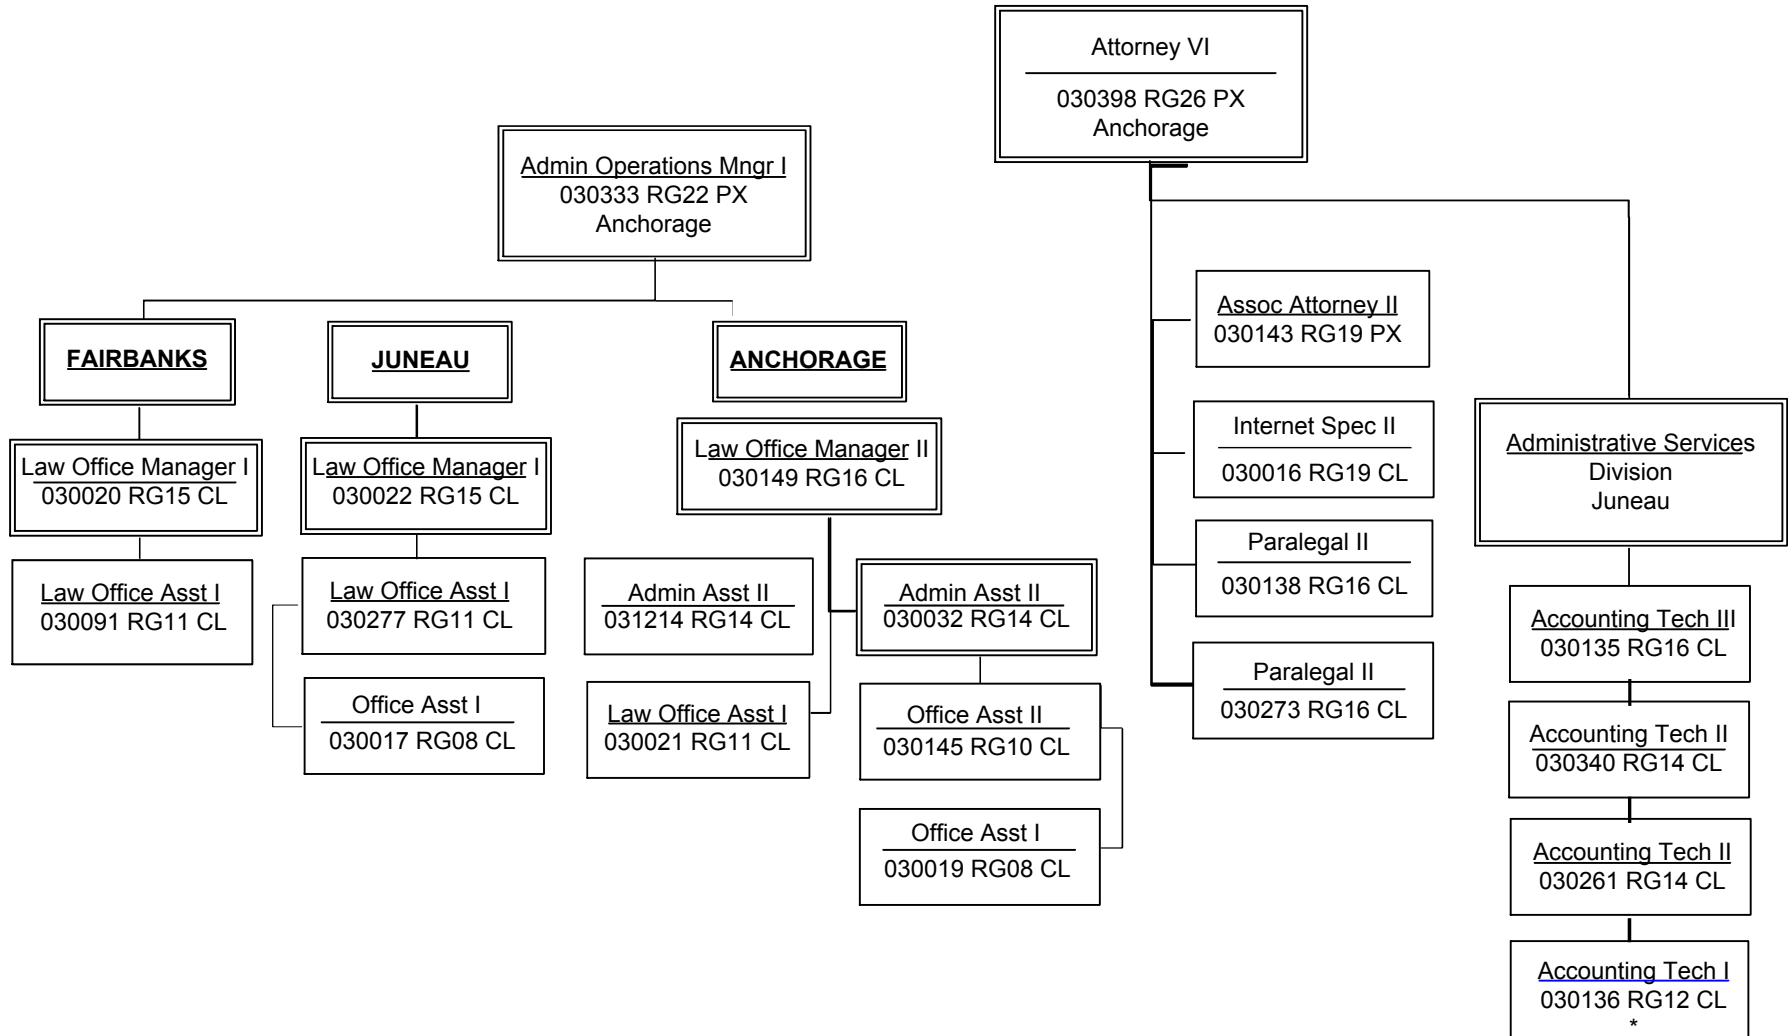 Attorney VI
030398 RG26 PX
Anchorage
Admin Operations Mngr I
030333 RG22 PX
Anchorage
FAIRBANKS
JUNEAU
ANCHORAGE
Law Office Manager I
030020 RG15 CL
Law Office Manager I
030022 RG15 CL
Law Office Manager II
030149 RG16 CL
Law Office Asst I
030091 RG11 CL
Law Office Asst I
030277 RG11 CL
Office Asst I
030017 RG08 CL
Admin Asst II
031214 RG14 CL
Admin Asst II
030032 RG14 CL
Law Office Asst I
030021 RG11 CL
Office Asst II
030145 RG10 CL
Office Asst I
030019 RG08 CL
Assoc Attorney II
030143 RG19 PX
Internet Spec II
030016 RG19 CL
Paralegal II
030138 RG16 CL
Paralegal II
030273 RG16 CL
Administrative Services
Division
Juneau
Accounting Tech III
030135 RG16 CL
Accounting Tech II
030340 RG14 CL
Accounting Tech II
030261 RG14 CL
Accounting Tech I
030136 RG12 CL
*